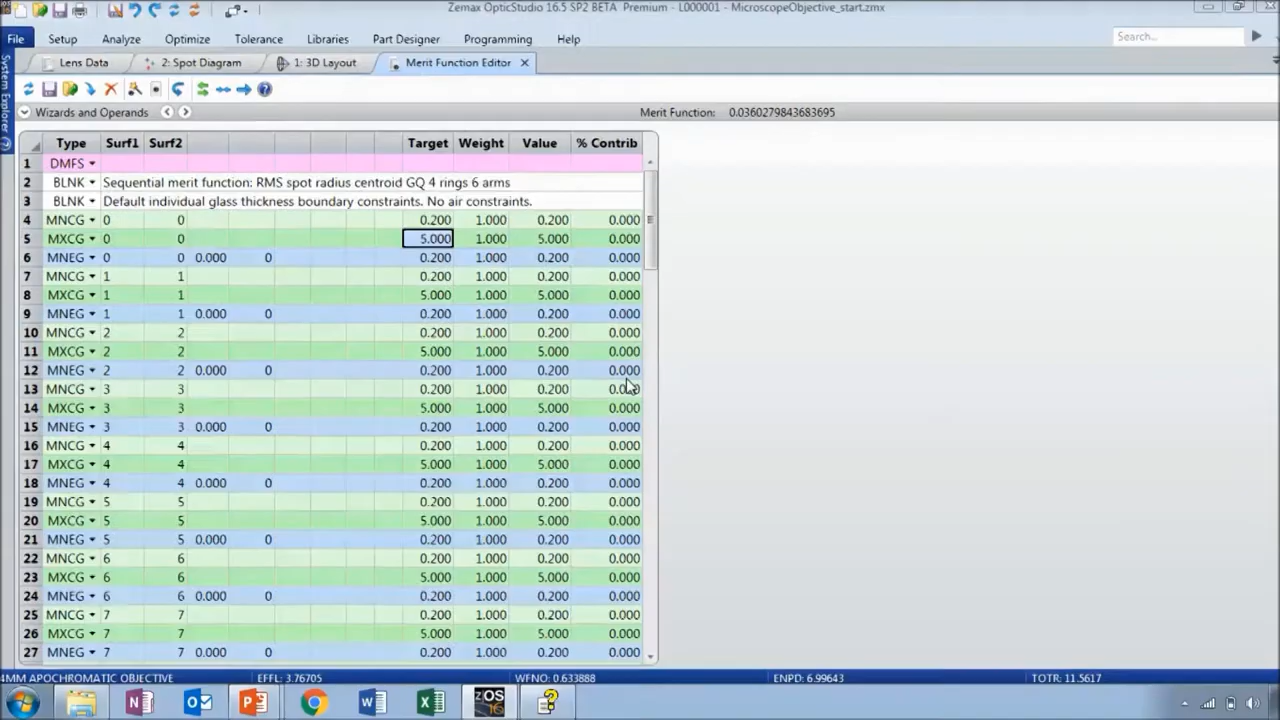 Zemax OpticStudio 16.5 SP2 BETA Premium - L000001 - MicroscopeObjective_start.zmx
File Setup Analyze Optimize Tolerance Libraries Part Designer Programming Help Search...
System Explorer
Lens Data 2: Spot Diagram 1: 3D Layout Merit Function Editor
Wizards and Operands Merit Function: 0.0360279843683695
Type Surf1 Surf2 Target Weight Value % Contrib
1 DMFS
2 BLNK Sequential merit function: RMS spot radius centroid GQ 4 rings 6 arms
3 BLNK Default individual glass thickness boundary constraints. No air constraints.
4 MNCG 0 0 0.200 1.000 0.200 0.000
5 MXCG 0 0 5.000 1.000 5.000 0.000
6 MNEG 0 0 0.000 0 0.200 1.000 0.200 0.000
7 MNCG 1 1 0.200 1.000 0.200 0.000
8 MXCG 1 1 5.000 1.000 5.000 0.000
9 MNEG 1 1 0.000 0 0.200 1.000 0.200 0.000
10 MNCG 2 2 0.200 1.000 0.200 0.000
11 MXCG 2 2 5.000 1.000 5.000 0.000
12 MNEG 2 2 0.000 0 0.200 1.000 0.200 0.000
13 MNCG 3 3 0.200 1.000 0.200 0.000
14 MXCG 3 3 5.000 1.000 5.000 0.000
15 MNEG 3 3 0.000 0 0.200 1.000 0.200 0.000
16 MNCG 4 4 0.200 1.000 0.200 0.000
17 MXCG 4 4 5.000 1.000 5.000 0.000
18 MNEG 4 4 0.000 0 0.200 1.000 0.200 0.000
19 MNCG 5 5 0.200 1.000 0.200 0.000
20 MXCG 5 5 5.000 1.000 5.000 0.000
21 MNEG 5 5 0.000 0 0.200 1.000 0.200 0.000
22 MNCG 6 6 0.200 1.000 0.200 0.000
23 MXCG 6 6 5.000 1.000 5.000 0.000
24 MNEG 6 6 0.000 0 0.200 1.000 0.200 0.000
25 MNCG 7 7 0.200 1.000 0.200 0.000
26 MXCG 7 7 5.000 1.000 5.000 0.000
27 MNEG 7 7 0.000 0 0.200 1.000 0.200 0.000
4MM APOCHROMATIC OBJECTIVE EFFL: 3.76705 WFNO: 0.633888 ENPD: 6.99643 TOTR: 11.5617